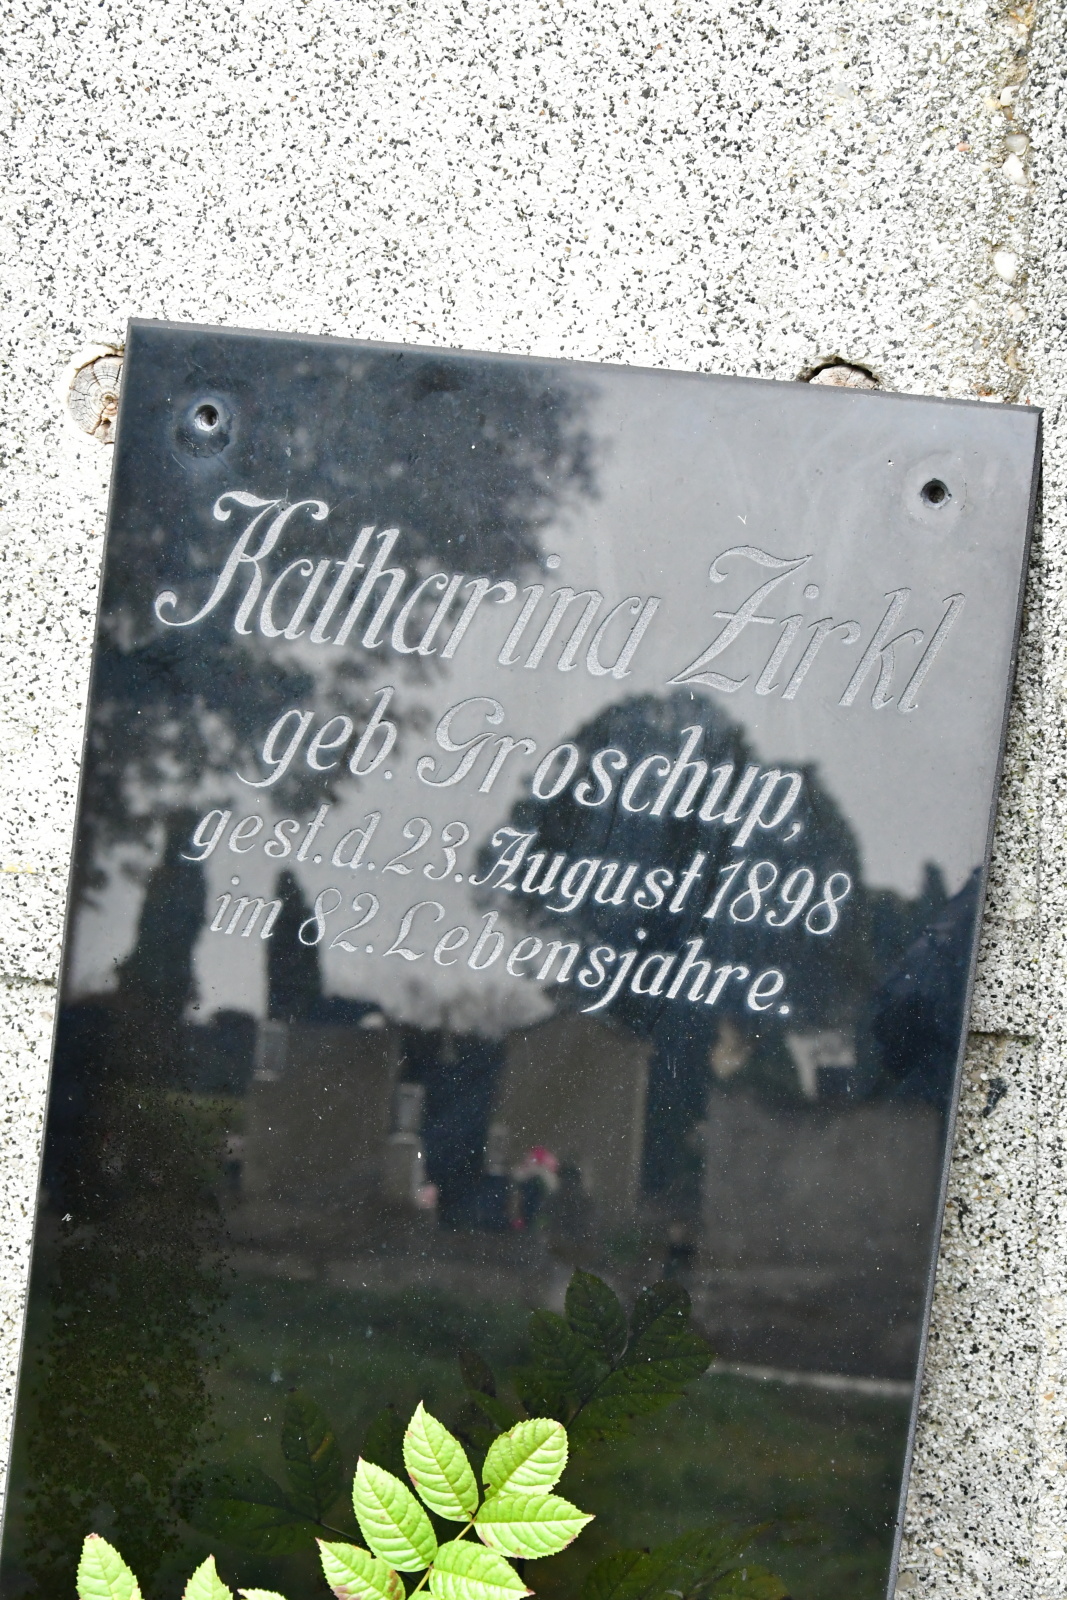 Katharina Zirkl
geb. Groschup,
gest. d. 23. August 1898
im 82. Lebensjahre.